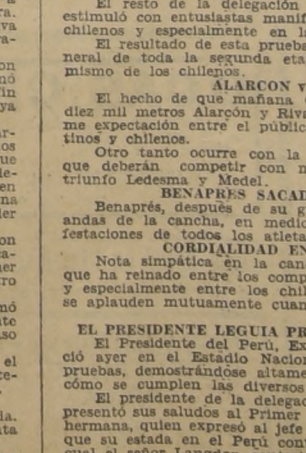 El resto de la delegación
estimuló con entusiastas mani
chilenos y especialmente en l
El resultado de esta prueba
neral de toda la segunda eta
mismo de los chilenos.
ALARCON
El hecho de que mañana
diez mil metros Alarcón y Riva
me expectación entre el públic
tinos y chilenos.
Otro tanto ocurre con la
que deberán competir con
triunfo Ledesma y Medel.
BENAPRES SACAD
Benaprés, después de su g
andas de la cancha, en medio
festaciones de todos los atleta
CORDIALIDAD EN
Nota simpática en la can
que ha reinado entre los comp
y especialmente entre los chil
se aplauden mutuamente cuan
EL PRESIDENTE LEGUIA PR
El Presidente del Perú, Ex
ció ayer en el Estadio Nacion
pruebas, demostrándose altame
cómo se cumplen las diversos
El presidente de la delegac
presentó sus saludos al Primer
hermana, quien expresó al jefe
que su estada en el Perú cont